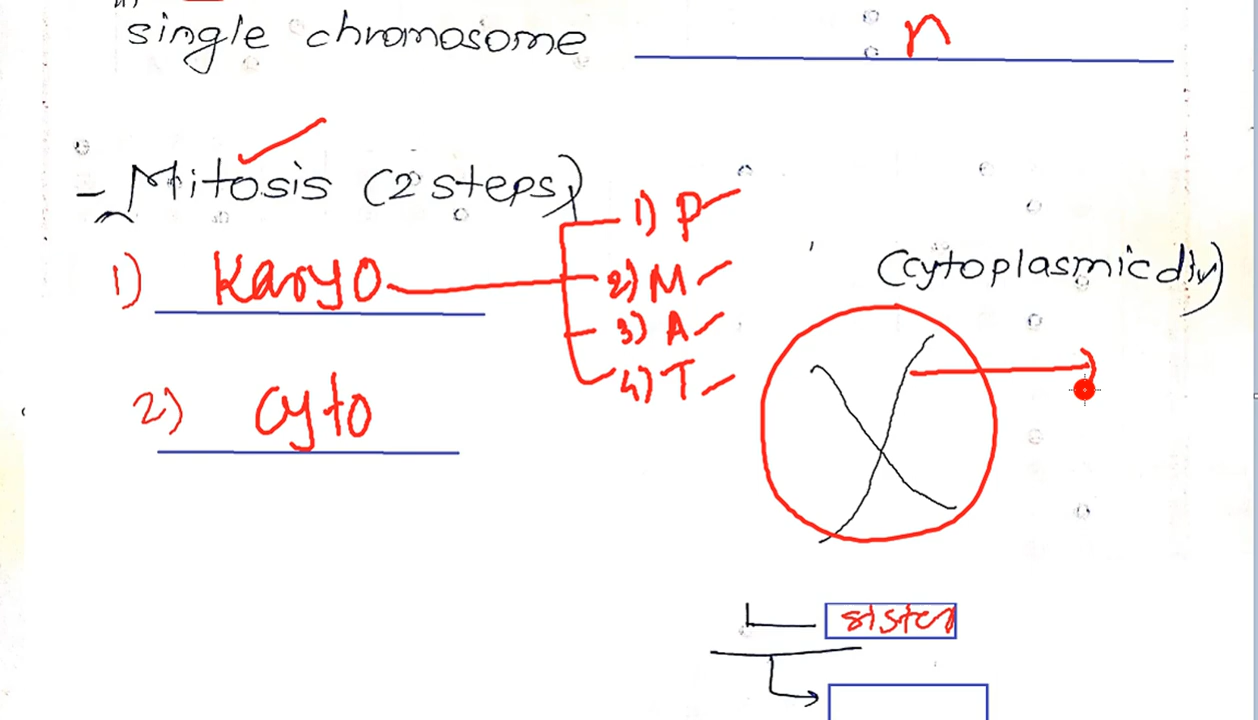 single chromosome n
- Mitosis (2 steps)
1) Karyo
1) P
2) M
3) A
4) T
(cytoplasmic div)
2) cyto
sister